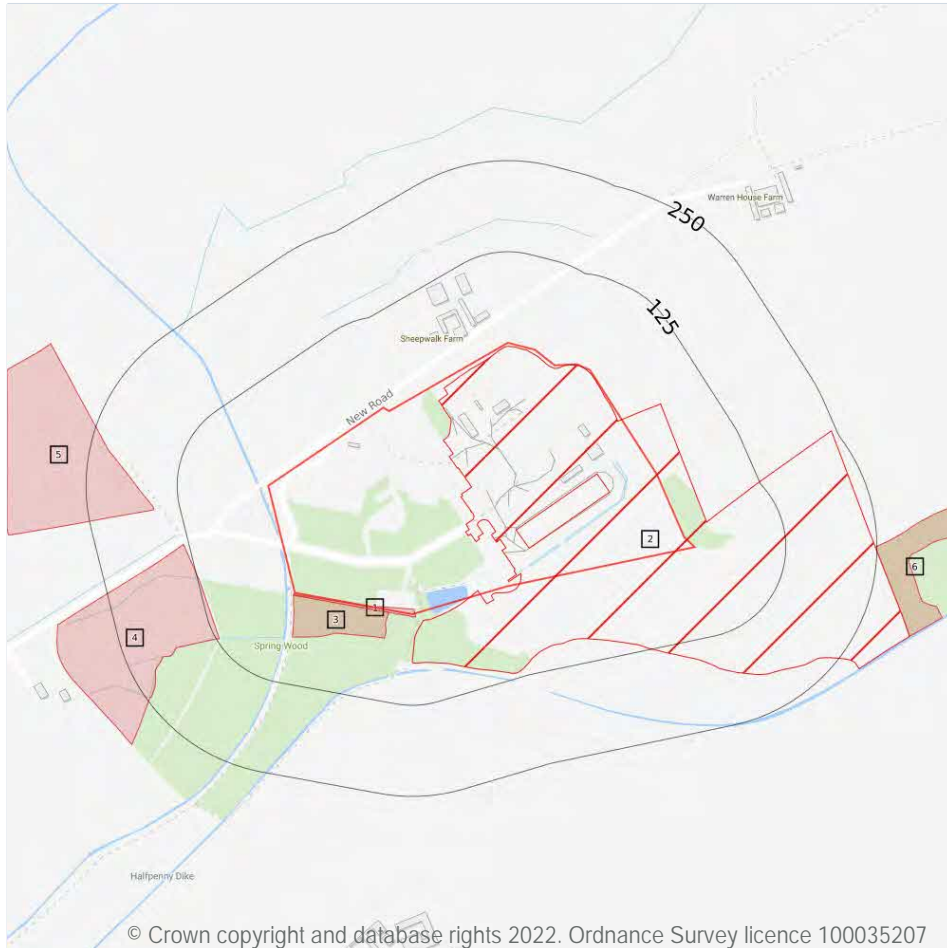 Warren House Farm
250
125
Sheepwalk Farm
New Road
5
2
6
1
3
4
Spring Wood
Halfpenny Dike
© Crown copyright and database rights 2022. Ordnance Survey licence 100035207